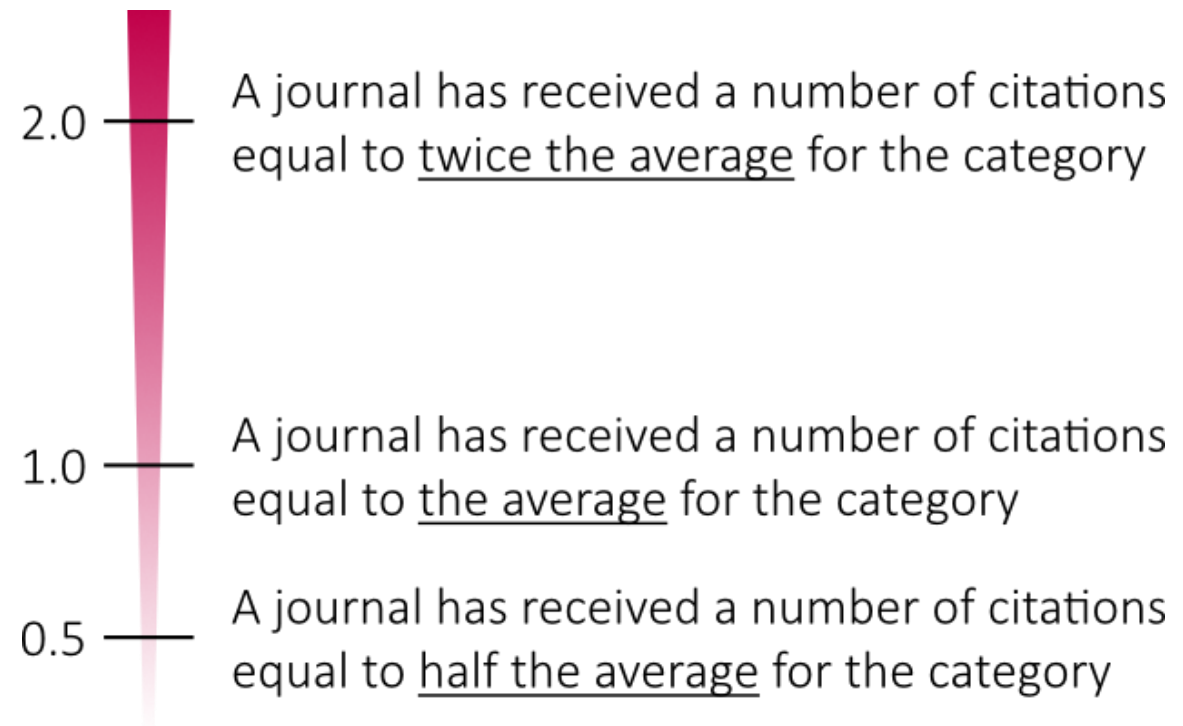 2.0
A journal has received a number of citations
equal to twice the average for the category
1.0
A journal has received a number of citations
equal to the average for the category
0.5
A journal has received a number of citations
equal to half the average for the category